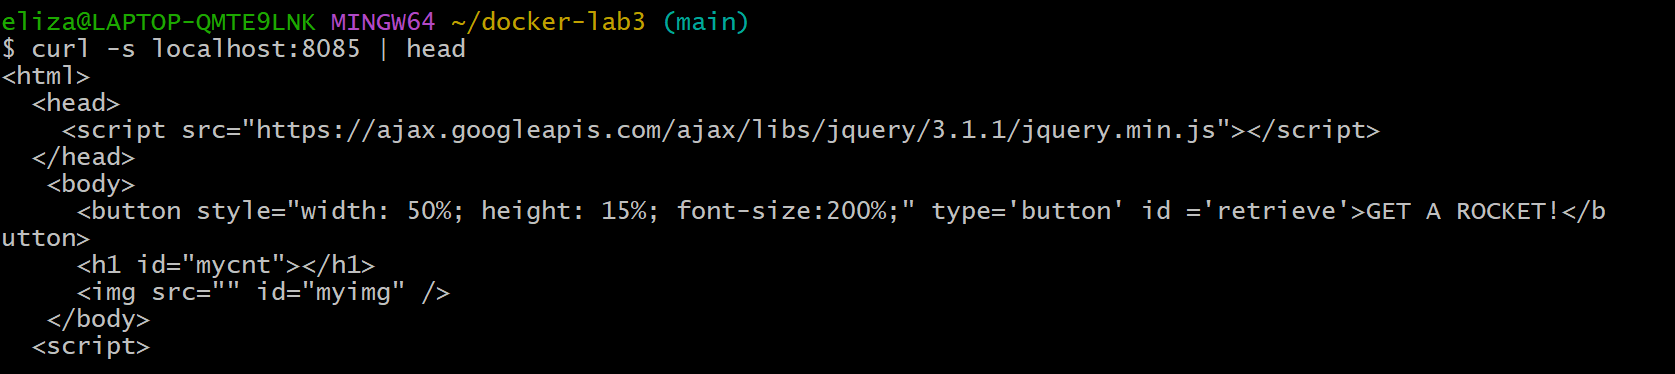 eliza@LAPTOP-QMTE9LNK MINGW64 ~/docker-lab3 (main)
$ curl -s localhost:8085 | head
<html>
  <head>
    <script src="https://ajax.googleapis.com/ajax/libs/jquery/3.1.1/jquery.min.js"></script>
  </head>
   <body>
     <button style="width: 50%; height: 15%; font-size:200%;" type='button' id ='retrieve'>GET A ROCKET!</b
utton>
     <h1 id="mycnt"></h1>
     <img src="" id="myimg" />
   </body>
  <script>